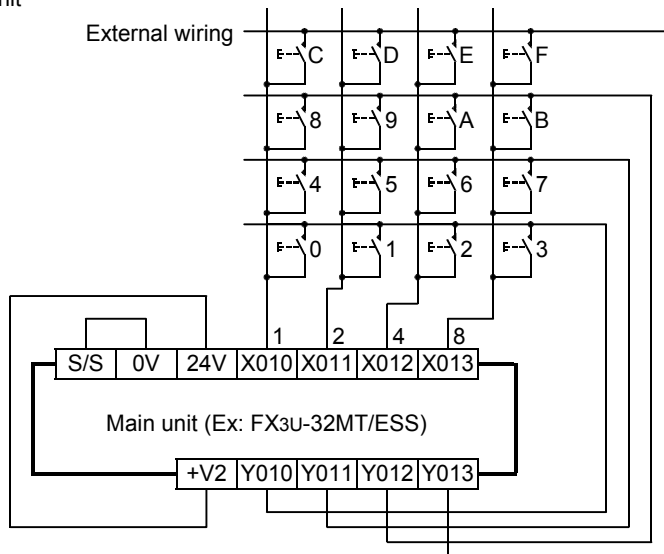 nit
External wiring
C D E F
8 9 A B
4 5 6 7
0 1 2 3
1 2 4 8
S/S 0V 24V X010 X011 X012 X013
Main unit (Ex: FX3U-32MT/ESS)
+V2 Y010 Y011 Y012 Y013